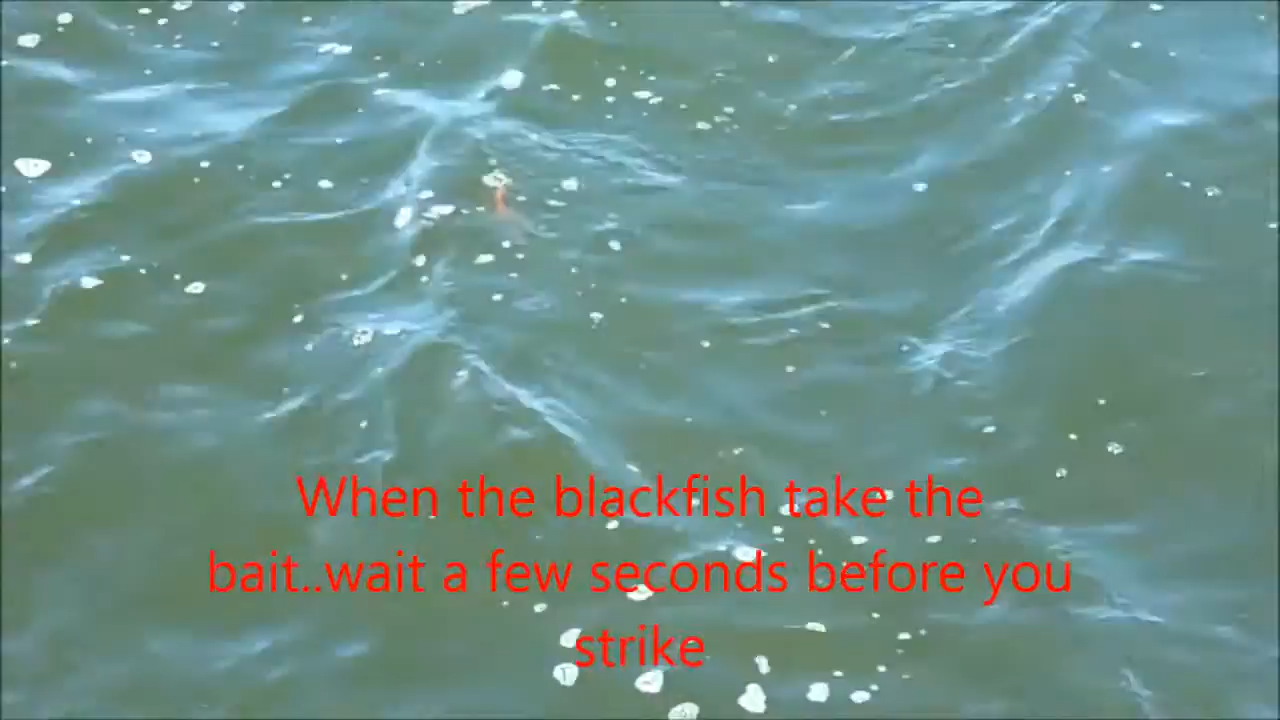 When the blackfish take the
bait..wait a few seconds before you
strike